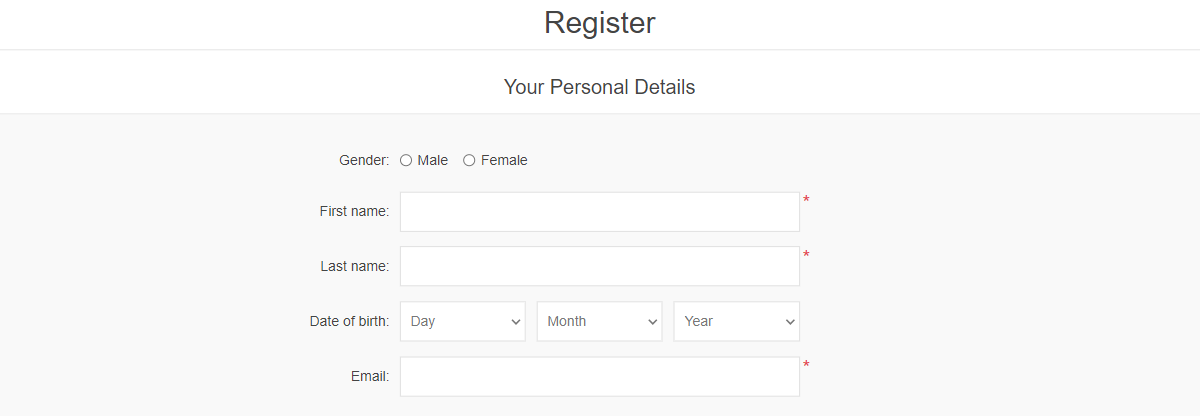 Register
Your Personal Details
Gender: Male Female
First name: *
Last name: *
Date of birth: Day Month Year
Email: *